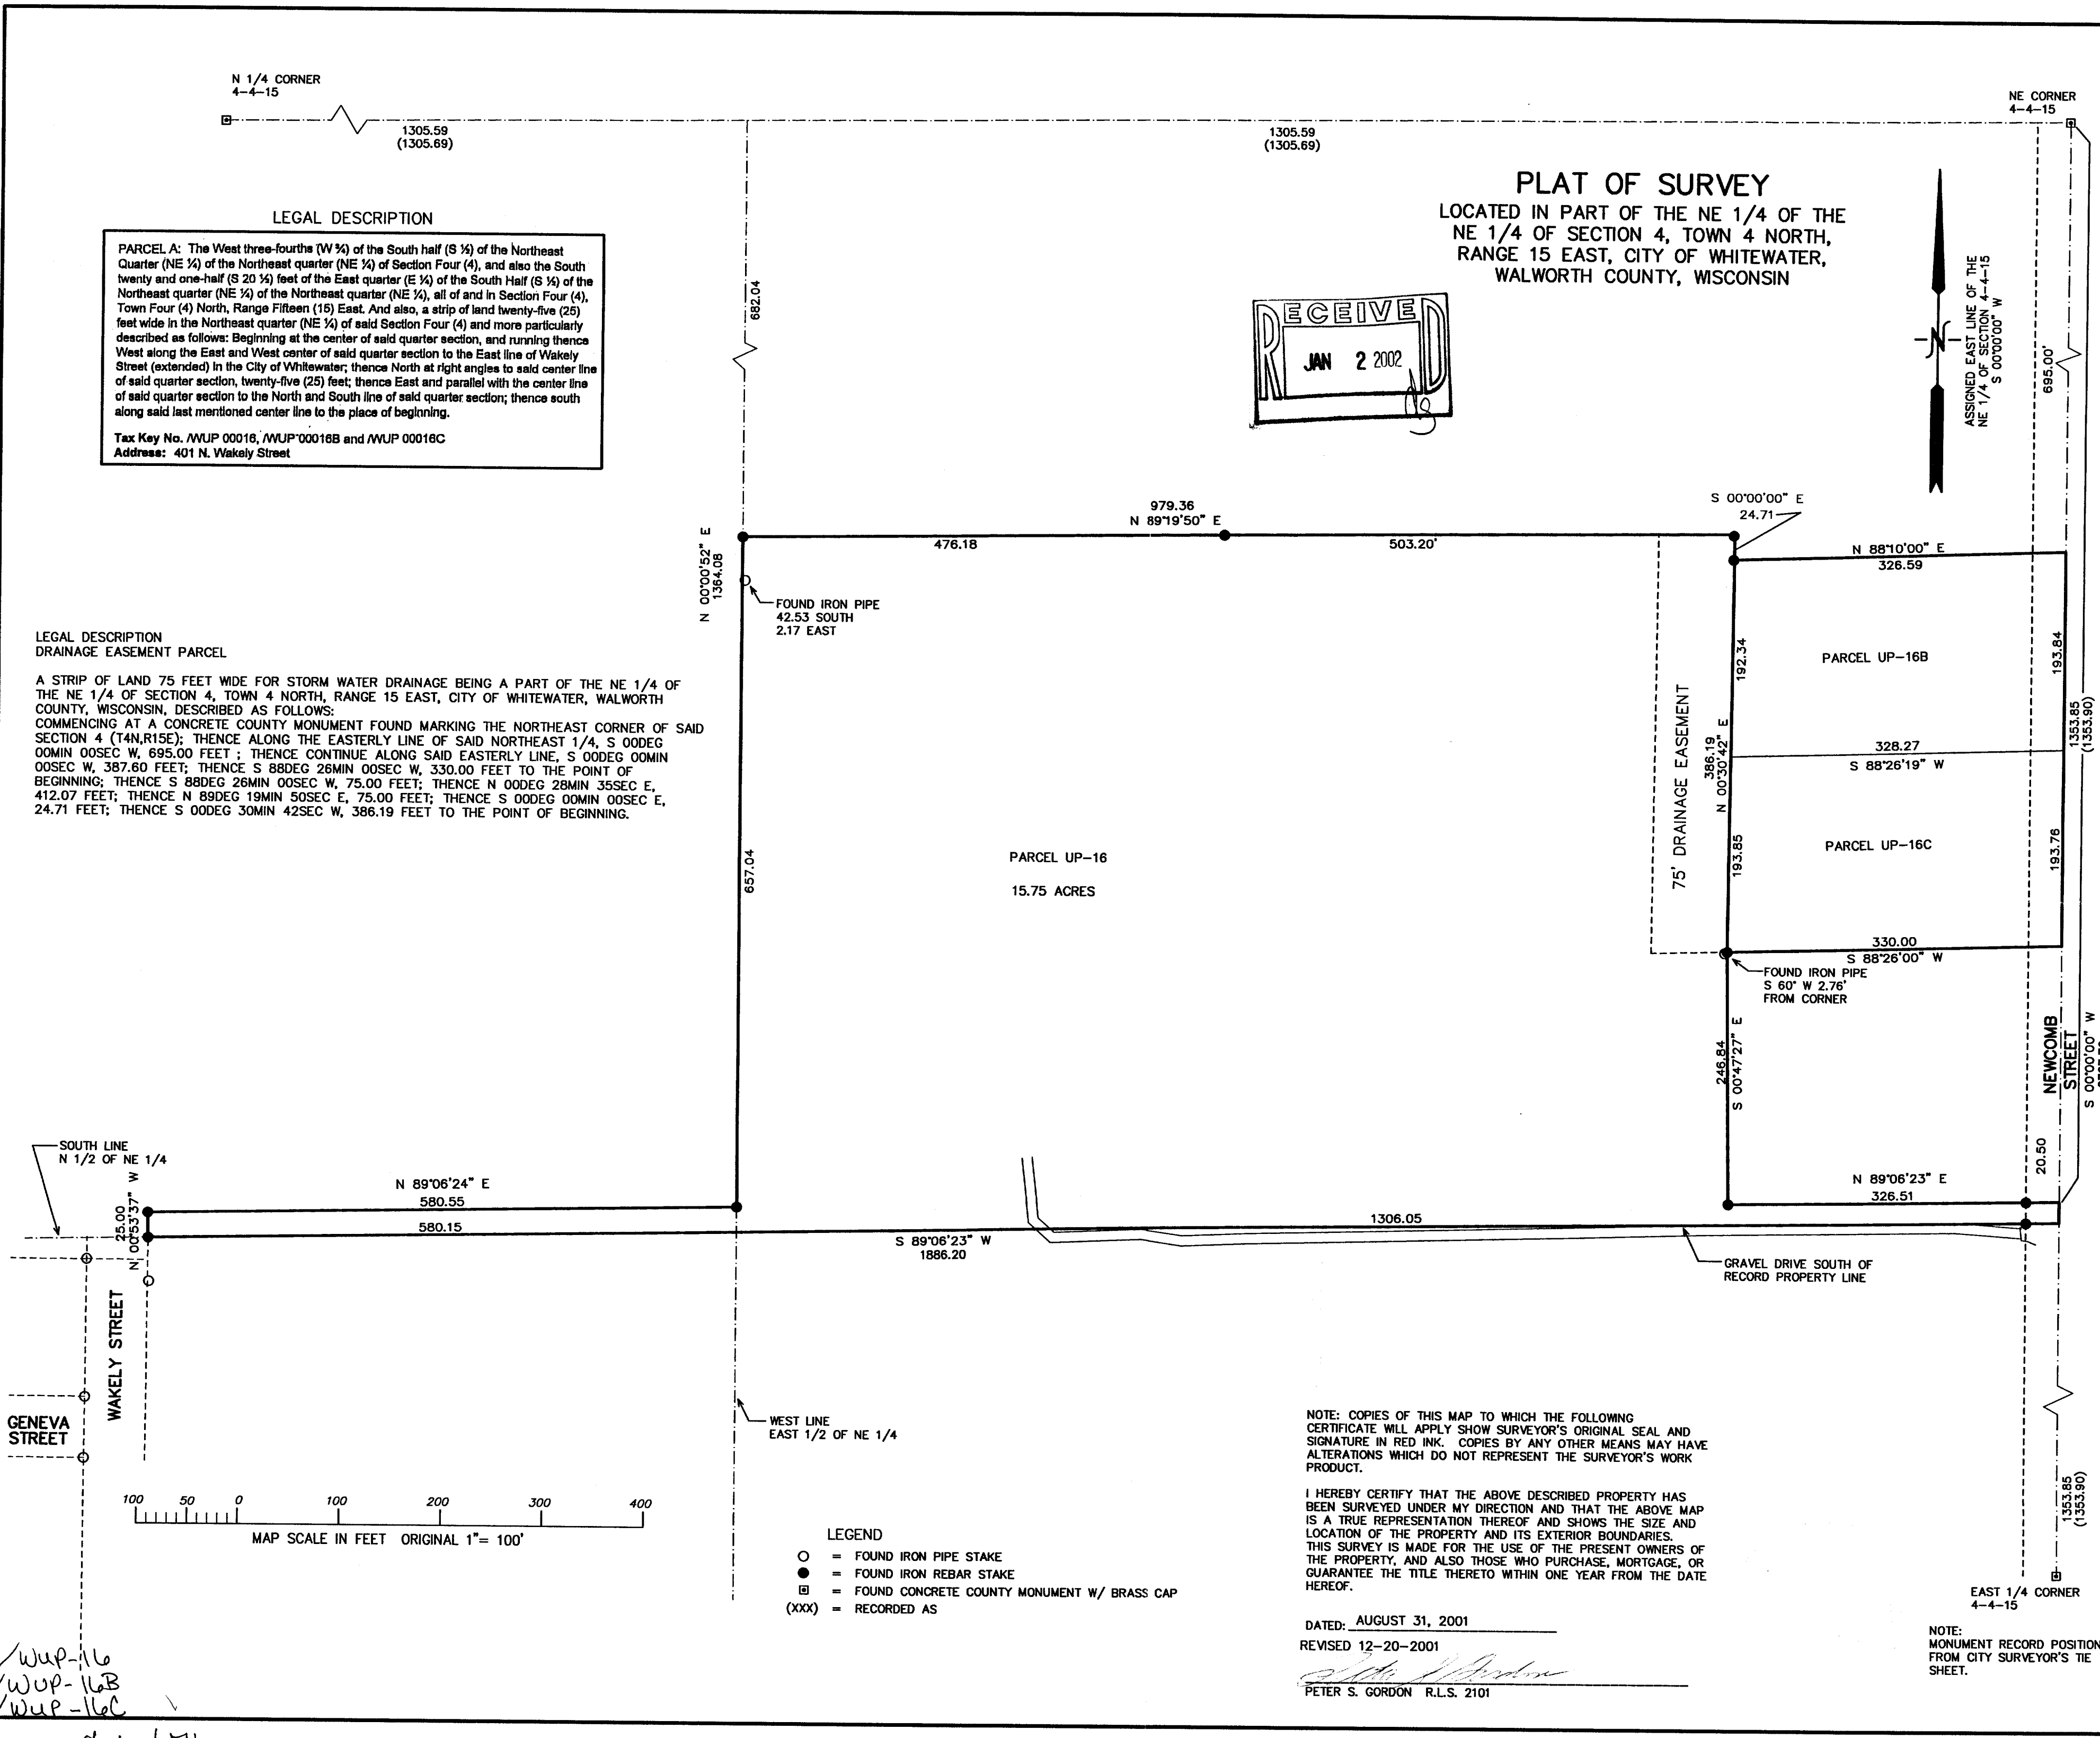 N 1/4 CORNER
4-4-15
NE CORNER
4-4-15
1305.59
(1305.69)
1305.59
(1305.69)
PLAT OF SURVEY
LOCATED IN PART OF THE NE 1/4 OF THE
NE 1/4 OF SECTION 4, TOWN 4 NORTH,
RANGE 15 EAST, CITY OF WHITEWATER,
WALWORTH COUNTY, WISCONSIN
RECEIVED
JAN 2 2002
N
ASSIGNED EAST LINE OF THE
NE 1/4 OF SECTION 4-4-15
S 00°00'00" W
695.00'
LEGAL DESCRIPTION
PARCEL A: The West three-fourths (W ¾) of the South half (S ½) of the Northeast
Quarter (NE ¼) of the Northeast quarter (NE ¼) of Section Four (4), and also the South
twenty and one-half (S 20 ½) feet of the East quarter (E ¼) of the South Half (S ½) of the
Northeast quarter (NE ¼) of the Northeast quarter (NE ¼), all of and in Section Four (4),
Town Four (4) North, Range Fifteen (15) East. And also, a strip of land twenty-five (25)
feet wide in the Northeast quarter (NE ¼) of said Section Four (4) and more particularly
described as follows: Beginning at the center of said quarter section, and running thence
West along the East and West center of said quarter section to the East line of Wakely
Street (extended) in the City of Whitewater; thence North at right angles to said center line
of said quarter section, twenty-five (25) feet; thence East and parallel with the center line
of said quarter section to the North and South line of said quarter section; thence south
along said last mentioned center line to the place of beginning.
Tax Key No. /WUP 00016, /WUP 00016B and /WUP 00016C
Address: 401 N. Wakely Street
682.04
979.36
N 89°19'50" E
476.18
503.20'
S 00°00'00" E
24.71
N 88°10'00" E
326.59
N 00°00'52" E
1364.08
FOUND IRON PIPE
42.53 SOUTH
2.17 EAST
LEGAL DESCRIPTION
DRAINAGE EASEMENT PARCEL
A STRIP OF LAND 75 FEET WIDE FOR STORM WATER DRAINAGE BEING A PART OF THE NE 1/4 OF
THE NE 1/4 OF SECTION 4, TOWN 4 NORTH, RANGE 15 EAST, CITY OF WHITEWATER, WALWORTH
COUNTY, WISCONSIN, DESCRIBED AS FOLLOWS:
COMMENCING AT A CONCRETE COUNTY MONUMENT FOUND MARKING THE NORTHEAST CORNER OF SAID
SECTION 4 (T4N,R15E); THENCE ALONG THE EASTERLY LINE OF SAID NORTHEAST 1/4, S 00DEG
00MIN 00SEC W, 695.00 FEET ; THENCE CONTINUE ALONG SAID EASTERLY LINE, S 00DEG 00MIN
00SEC W, 387.60 FEET; THENCE S 88DEG 26MIN 00SEC W, 330.00 FEET TO THE POINT OF
BEGINNING; THENCE S 88DEG 26MIN 00SEC W, 75.00 FEET; THENCE N 00DEG 28MIN 35SEC E,
412.07 FEET; THENCE N 89DEG 19MIN 50SEC E, 75.00 FEET; THENCE S 00DEG 00MIN 00SEC E,
24.71 FEET; THENCE S 00DEG 30MIN 42SEC W, 386.19 FEET TO THE POINT OF BEGINNING.
192.34
PARCEL UP-16B
193.84
1353.85
(1353.90)
75' DRAINAGE EASEMENT
386.19
N 00°30'42" E
328.27
S 88°26'19" W
657.04
PARCEL UP-16
15.75 ACRES
193.85
PARCEL UP-16C
193.76
330.00
S 88°26'00" W
FOUND IRON PIPE
S 60° W 2.76'
FROM CORNER
246.84
S 00°47'27" E
NEWCOMB
STREET
S 00°00'00" W
20.50
SOUTH LINE
N 1/2 OF NE 1/4
25.00
N 00°53'37" W
N 89°06'24" E
580.55
580.15
S 89°06'23" W
1886.20
1306.05
N 89°06'23" E
326.51
GRAVEL DRIVE SOUTH OF
RECORD PROPERTY LINE
WAKELY STREET
GENEVA
STREET
WEST LINE
EAST 1/2 OF NE 1/4
100 50 0 100 200 300 400
MAP SCALE IN FEET ORIGINAL 1"= 100'
LEGEND
= FOUND IRON PIPE STAKE
= FOUND IRON REBAR STAKE
= FOUND CONCRETE COUNTY MONUMENT W/ BRASS CAP
(XXX) = RECORDED AS
NOTE: COPIES OF THIS MAP TO WHICH THE FOLLOWING
CERTIFICATE WILL APPLY SHOW SURVEYOR'S ORIGINAL SEAL AND
SIGNATURE IN RED INK. COPIES BY ANY OTHER MEANS MAY HAVE
ALTERATIONS WHICH DO NOT REPRESENT THE SURVEYOR'S WORK
PRODUCT.
I HEREBY CERTIFY THAT THE ABOVE DESCRIBED PROPERTY HAS
BEEN SURVEYED UNDER MY DIRECTION AND THAT THE ABOVE MAP
IS A TRUE REPRESENTATION THEREOF AND SHOWS THE SIZE AND
LOCATION OF THE PROPERTY AND ITS EXTERIOR BOUNDARIES.
THIS SURVEY IS MADE FOR THE USE OF THE PRESENT OWNERS OF
THE PROPERTY, AND ALSO THOSE WHO PURCHASE, MORTGAGE, OR
GUARANTEE THE TITLE THERETO WITHIN ONE YEAR FROM THE DATE
HEREOF.
DATED: AUGUST 31, 2001
REVISED 12-20-2001
PETER S. GORDON R.L.S. 2101
1353.85
(1353.90)
EAST 1/4 CORNER
4-4-15
NOTE:
MONUMENT RECORD POSITION
FROM CITY SURVEYOR'S TIE
SHEET.
/WUP-16
/WUP-16B
/WUP-16C